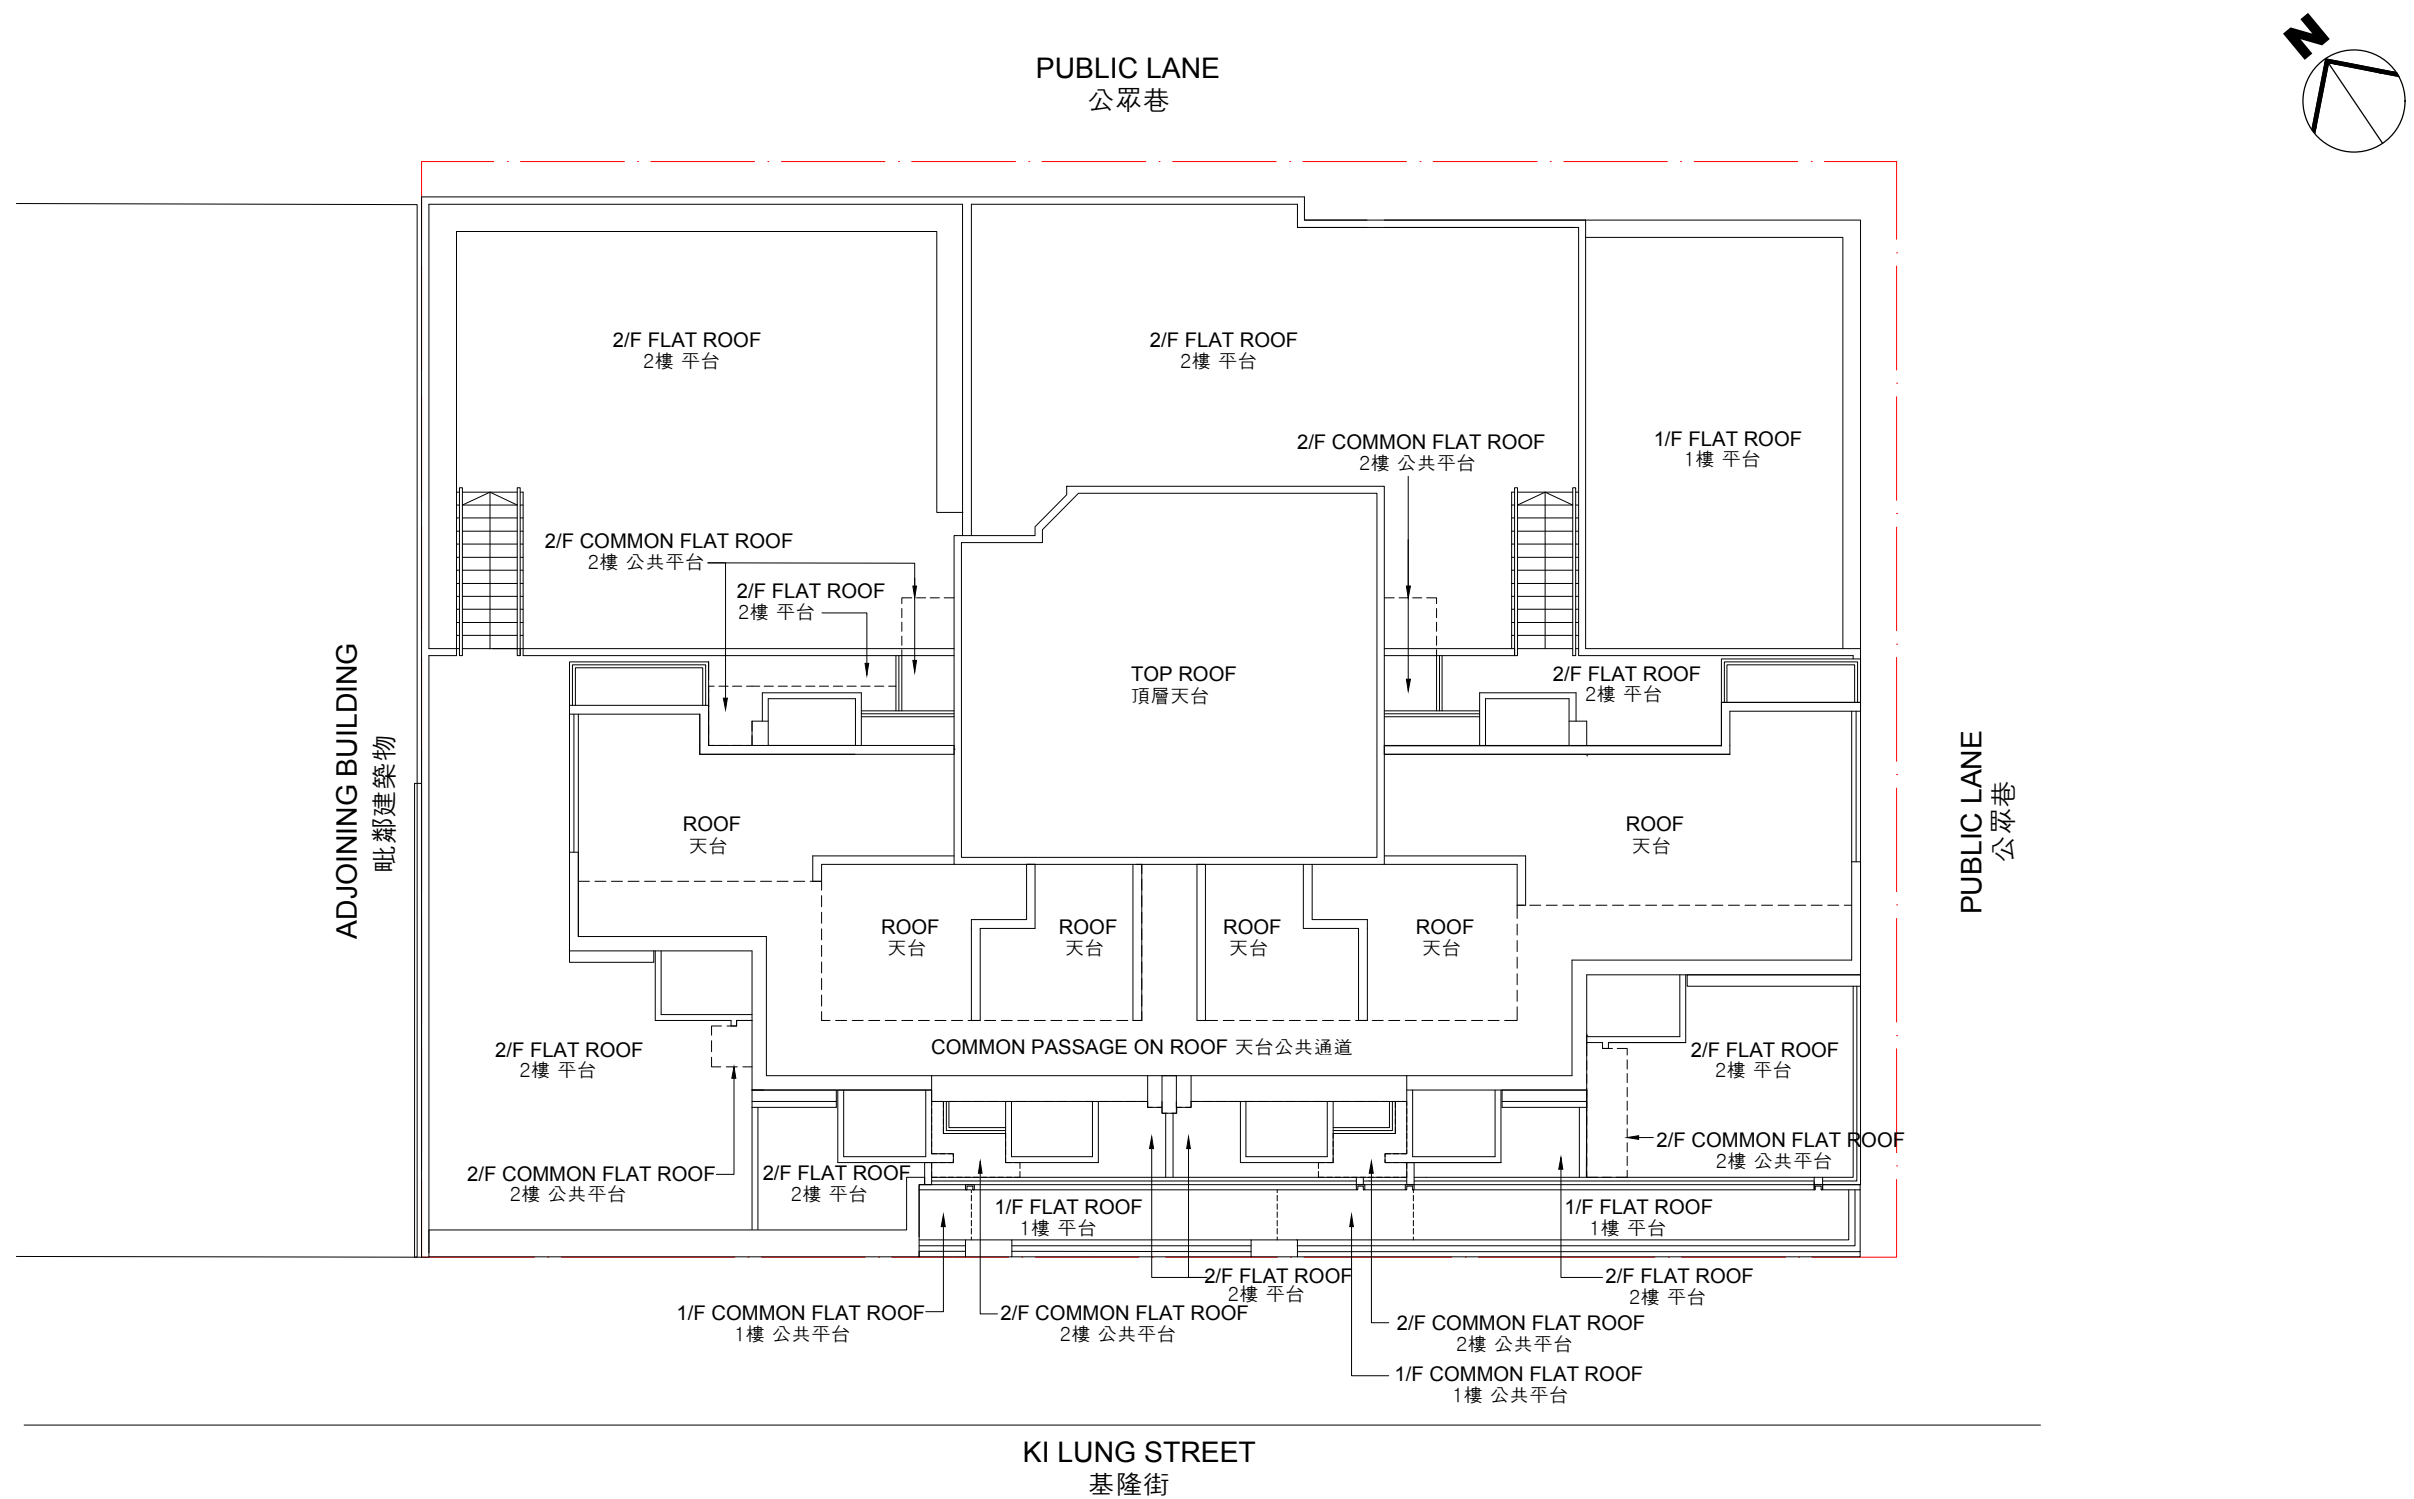 N
PUBLIC LANE
公眾巷
2/F FLAT ROOF
2樓 平台
2/F FLAT ROOF
2樓 平台
1/F FLAT ROOF
1樓 平台
2/F COMMON FLAT ROOF
2樓 公共平台
2/F COMMON FLAT ROOF
2樓 公共平台
2/F FLAT ROOF
2樓 平台
TOP ROOF
頂層天台
2/F FLAT ROOF
2樓 平台
ADJOINING BUILDING
毗鄰建築物
PUBLIC LANE
公眾巷
ROOF
天台
ROOF
天台
ROOF
天台
ROOF
天台
ROOF
天台
ROOF
天台
COMMON PASSAGE ON ROOF 天台公共通道
2/F FLAT ROOF
2樓 平台
2/F FLAT ROOF
2樓 平台
2/F COMMON FLAT ROOF
2樓 公共平台
2/F COMMON FLAT ROOF
2樓 公共平台
2/F FLAT ROOF
2樓 平台
1/F FLAT ROOF
1樓 平台
1/F FLAT ROOF
1樓 平台
2/F FLAT ROOF
2樓 平台
2/F FLAT ROOF
2樓 平台
1/F COMMON FLAT ROOF
1樓 公共平台
2/F COMMON FLAT ROOF
2樓 公共平台
2/F COMMON FLAT ROOF
2樓 公共平台
1/F COMMON FLAT ROOF
1樓 公共平台
KI LUNG STREET
基隆街